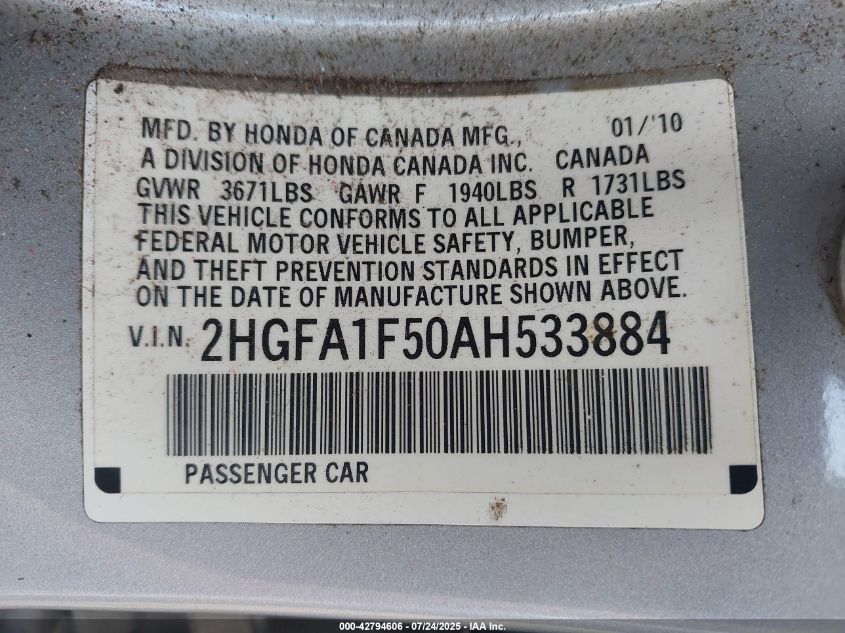 MFD. BY HONDA OF CANADA MFG., 01/'10
A DIVISION OF HONDA CANADA INC. CANADA
GVWR 3671LBS GAWR F 1940LBS R 1731LBS
THIS VEHICLE CONFORMS TO ALL APPLICABLE
FEDERAL MOTOR VEHICLE SAFETY, BUMPER,
AND THEFT PREVENTION STANDARDS IN EFFECT
ON THE DATE OF MANUFACTURE SHOWN ABOVE.
V.I.N. 2HGFA1F50AH533884
PASSENGER CAR
000-42794606 - 07/24/2025 - IAA Inc.